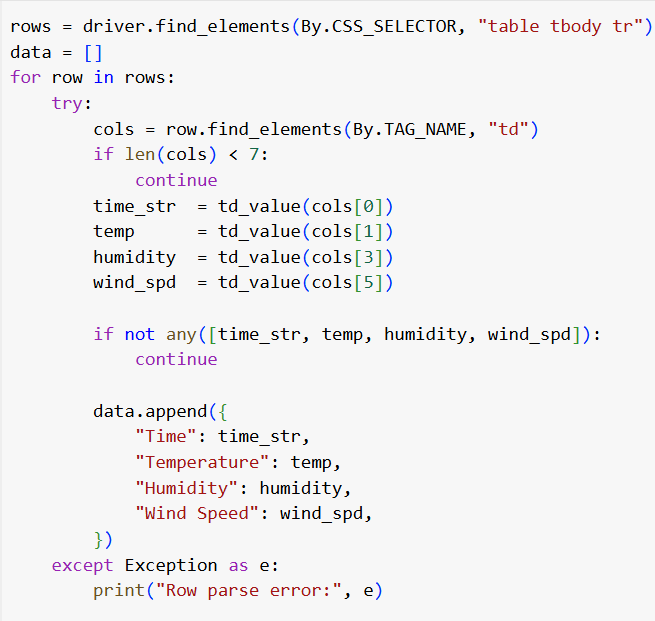 rows = driver.find_elements(By.CSS_SELECTOR, "table tbody tr")
data = []
for row in rows:
    try:
        cols = row.find_elements(By.TAG_NAME, "td")
        if len(cols) < 7:
            continue
        time_str  = td_value(cols[0])
        temp      = td_value(cols[1])
        humidity  = td_value(cols[3])
        wind_spd  = td_value(cols[5])

        if not any([time_str, temp, humidity, wind_spd]):
            continue

        data.append({
            "Time": time_str,
            "Temperature": temp,
            "Humidity": humidity,
            "Wind Speed": wind_spd,
        })
    except Exception as e:
        print("Row parse error:", e)